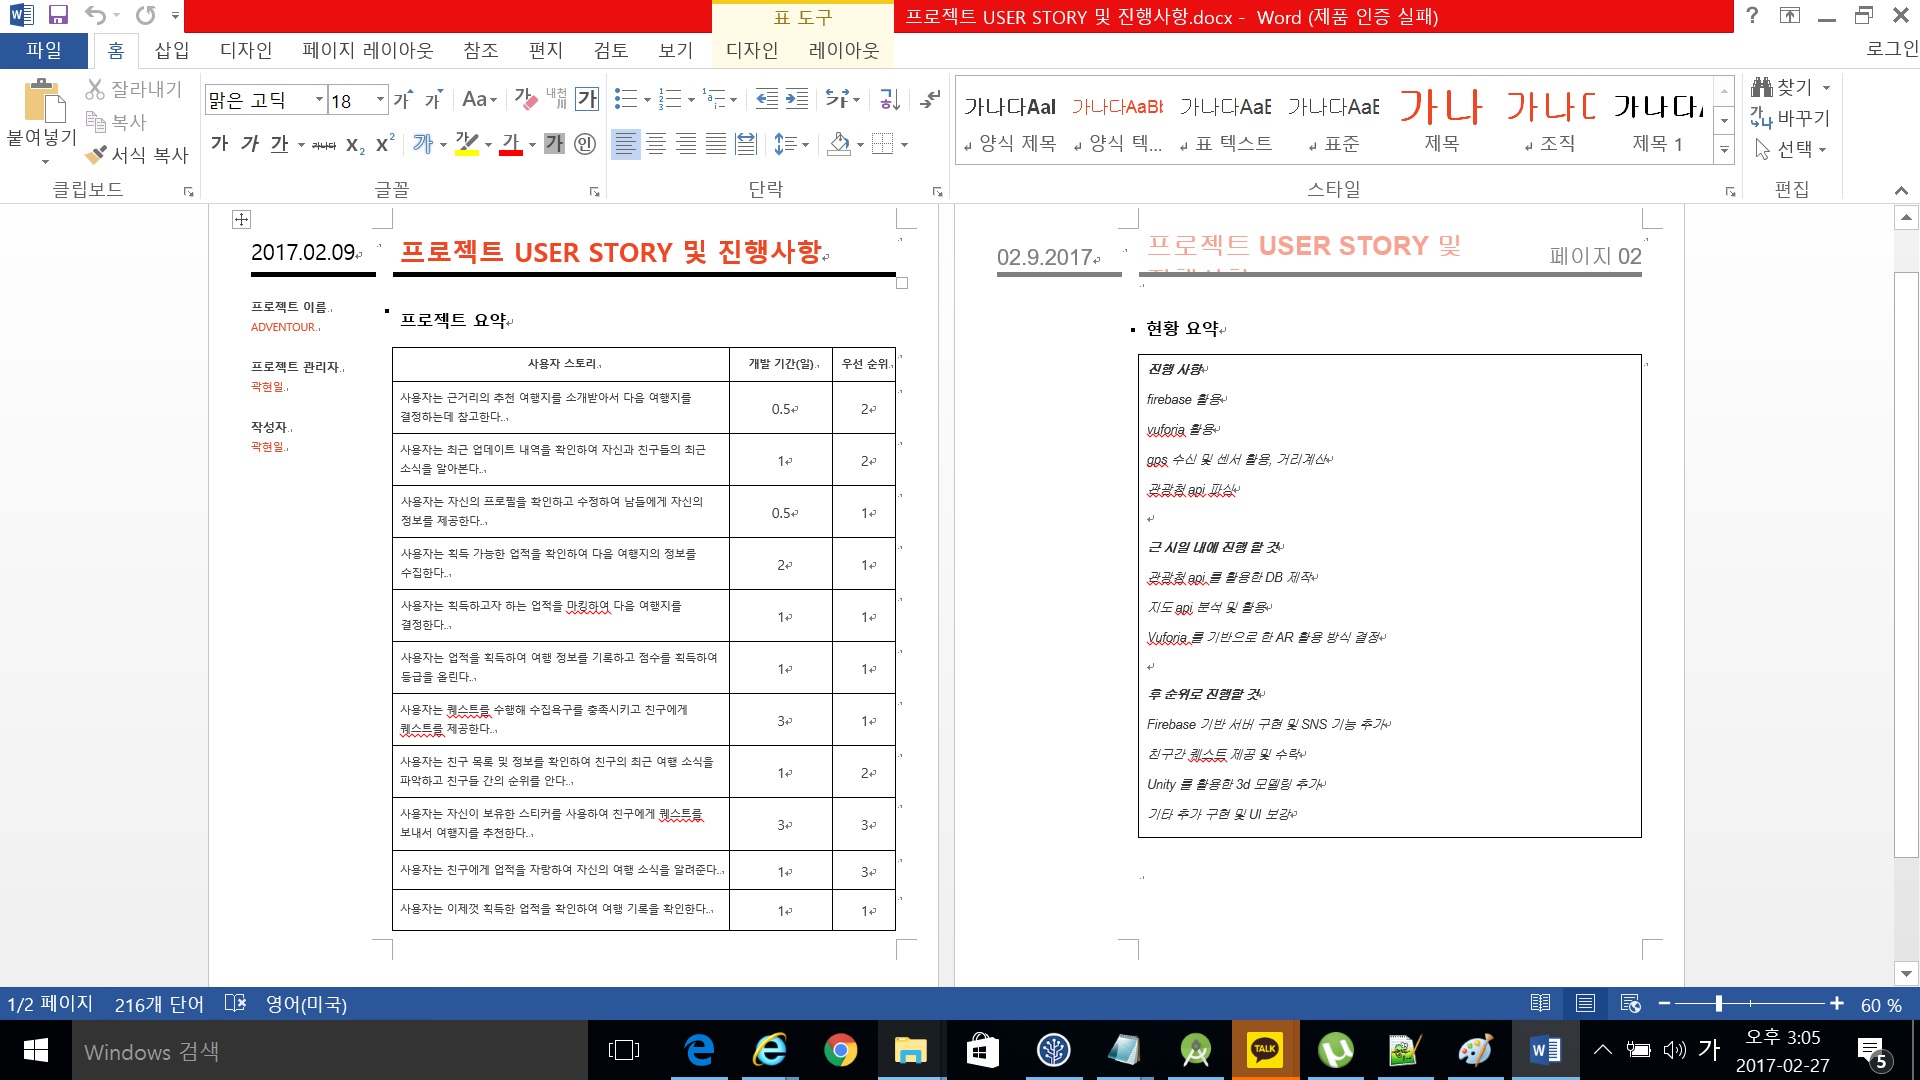 표 도구
프로젝트 USER STORY 및 진행사항.docx - Word (제품 인증 실패)
파일 홈 삽입 디자인 페이지 레이아웃 참조 편지 검토 보기 디자인 레이아웃 로그인
붙여넣기
잘라내기
복사
서식 복사
클립보드
맑은 고딕 18
글꼴
단락
가나다AaI 가나다AaBb 가나다AaE 가나다AaE 가나 가나다 가나다
양식 제목 양식 텍... 표 텍스트 표준 제목 조직 제목 1
스타일
찾기
바꾸기
선택
편집
2017.02.09
프로젝트 USER STORY 및 진행사항
프로젝트 이름
ADVENTOUR
프로젝트 관리자
곽현일
작성자
곽현일
프로젝트 요약
사용자 스토리 개발 기간(일) 우선 순위
사용자는 근거리의 추천 여행지를 소개받아서 다음 여행지를
결정하는데 참고한다. 0.5 2
사용자는 최근 업데이트 내역을 확인하여 자신과 친구들의 최근
소식을 알아본다. 1 2
사용자는 자신의 프로필을 확인하고 수정하여 남들에게 자신의
정보를 제공한다. 0.5 1
사용자는 획득 가능한 업적을 확인하여 다음 여행지의 정보를
수집한다. 2 1
사용자는 획득하고자 하는 업적을 마킹하여 다음 여행지를
결정한다. 1 1
사용자는 업적을 획득하여 여행 정보를 기록하고 점수를 획득하여
등급을 올린다. 1 1
사용자는 퀘스트를 수행해 수집욕구를 충족시키고 친구에게
퀘스트를 제공한다. 3 1
사용자는 친구 목록 및 정보를 확인하여 친구의 최근 여행 소식을
파악하고 친구들 간의 순위를 안다. 1 2
사용자는 자신이 보유한 스티커를 사용하여 친구에게 퀘스트를
보내서 여행지를 추천한다. 3 3
사용자는 친구에게 업적을 자랑하여 자신의 여행 소식을 알려준다. 1 3
사용자는 이제껏 획득한 업적을 확인하여 여행 기록을 확인한다. 1 1
02.9.2017
프로젝트 USER STORY 및
진행사항
페이지 02
현황 요약
진행 사항
firebase 활용
vuforia 활용
gps 수신 및 센서 활용, 거리계산
관광청 api 파싱
근 시일 내에 진행 할 것
관광청 api 를 활용한 DB 제작
지도 api 분석 및 활용
Vuforia 를 기반으로 한 AR 활용 방식 결정
후 순위로 진행할 것
Firebase 기반 서버 구현 및 SNS 기능 추가
친구간 퀘스트 제공 및 수락
Unity 를 활용한 3d 모델링 추가
기타 추가 구현 및 UI 보강
1/2 페이지 216개 단어 영어(미국) 60 %
Windows 검색
TALK
가
오후 3:05
2017-02-27
5